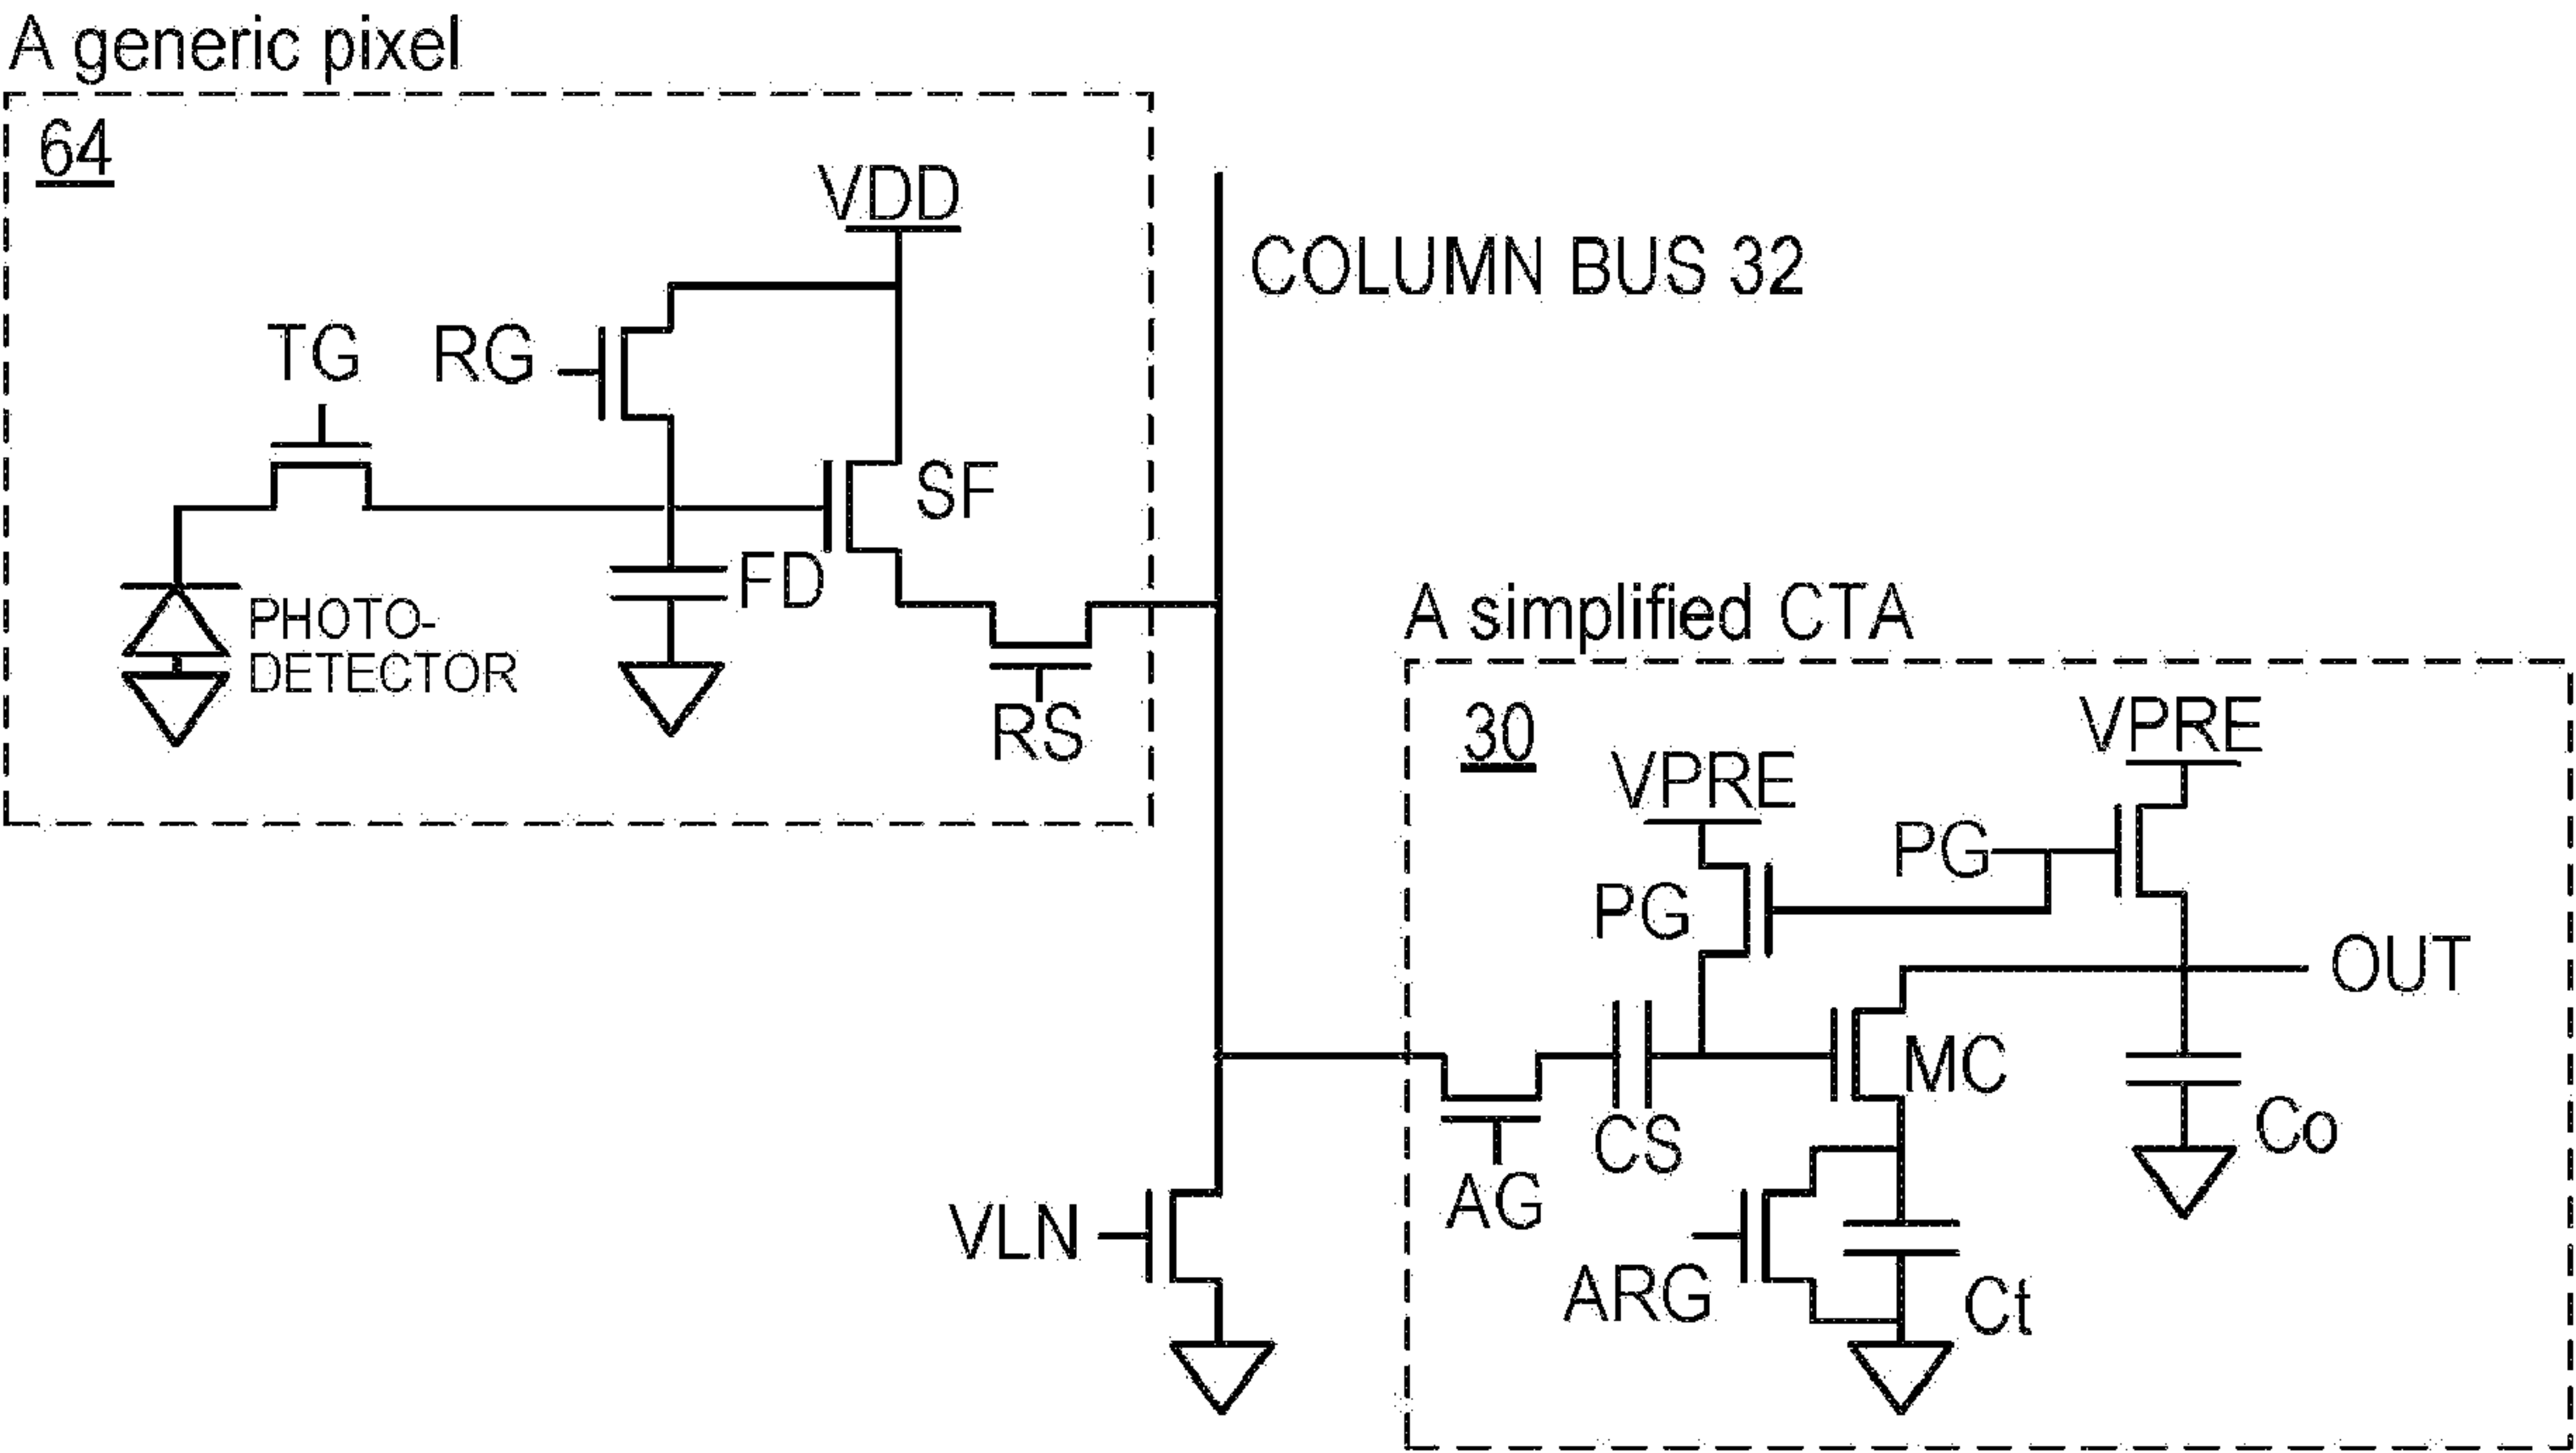 A generic pixel
64
VDD
COLUMN BUS 32
TG
RG
SF
FD
PHOTO-
DETECTOR
RS
A simplified CTA
30
VPRE
VPRE
PG
PG
OUT
MC
CS
Co
AG
VLN
ARG
Ct